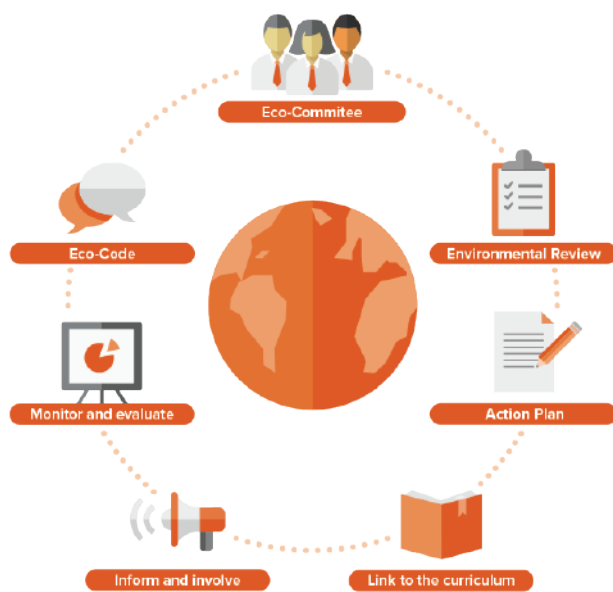 Eco-Commitee
Environmental Review
Action Plan
Link to the curriculum
Inform and involve
Monitor and evaluate
Eco-Code